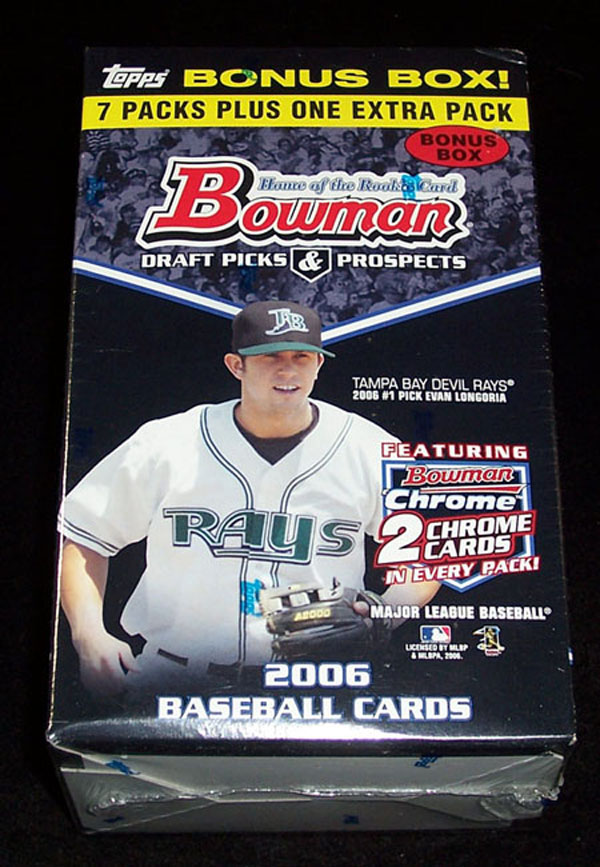 Topps BONUS BOX!
7 PACKS PLUS ONE EXTRA PACK
BONUS
BOX
Home of the Rookie Card
Bowman
DRAFT PICKS & PROSPECTS
TB
TAMPA BAY DEVIL RAYS®
2006 #1 PICK EVAN LONGORIA
FEATURING
Bowman
Chrome
2 CHROME
CARDS
IN EVERY PACK!
RAYS
A2000
MAJOR LEAGUE BASEBALL®
LICENSED BY MLBP
& MLBPA, 2006.
2006
BASEBALL CARDS